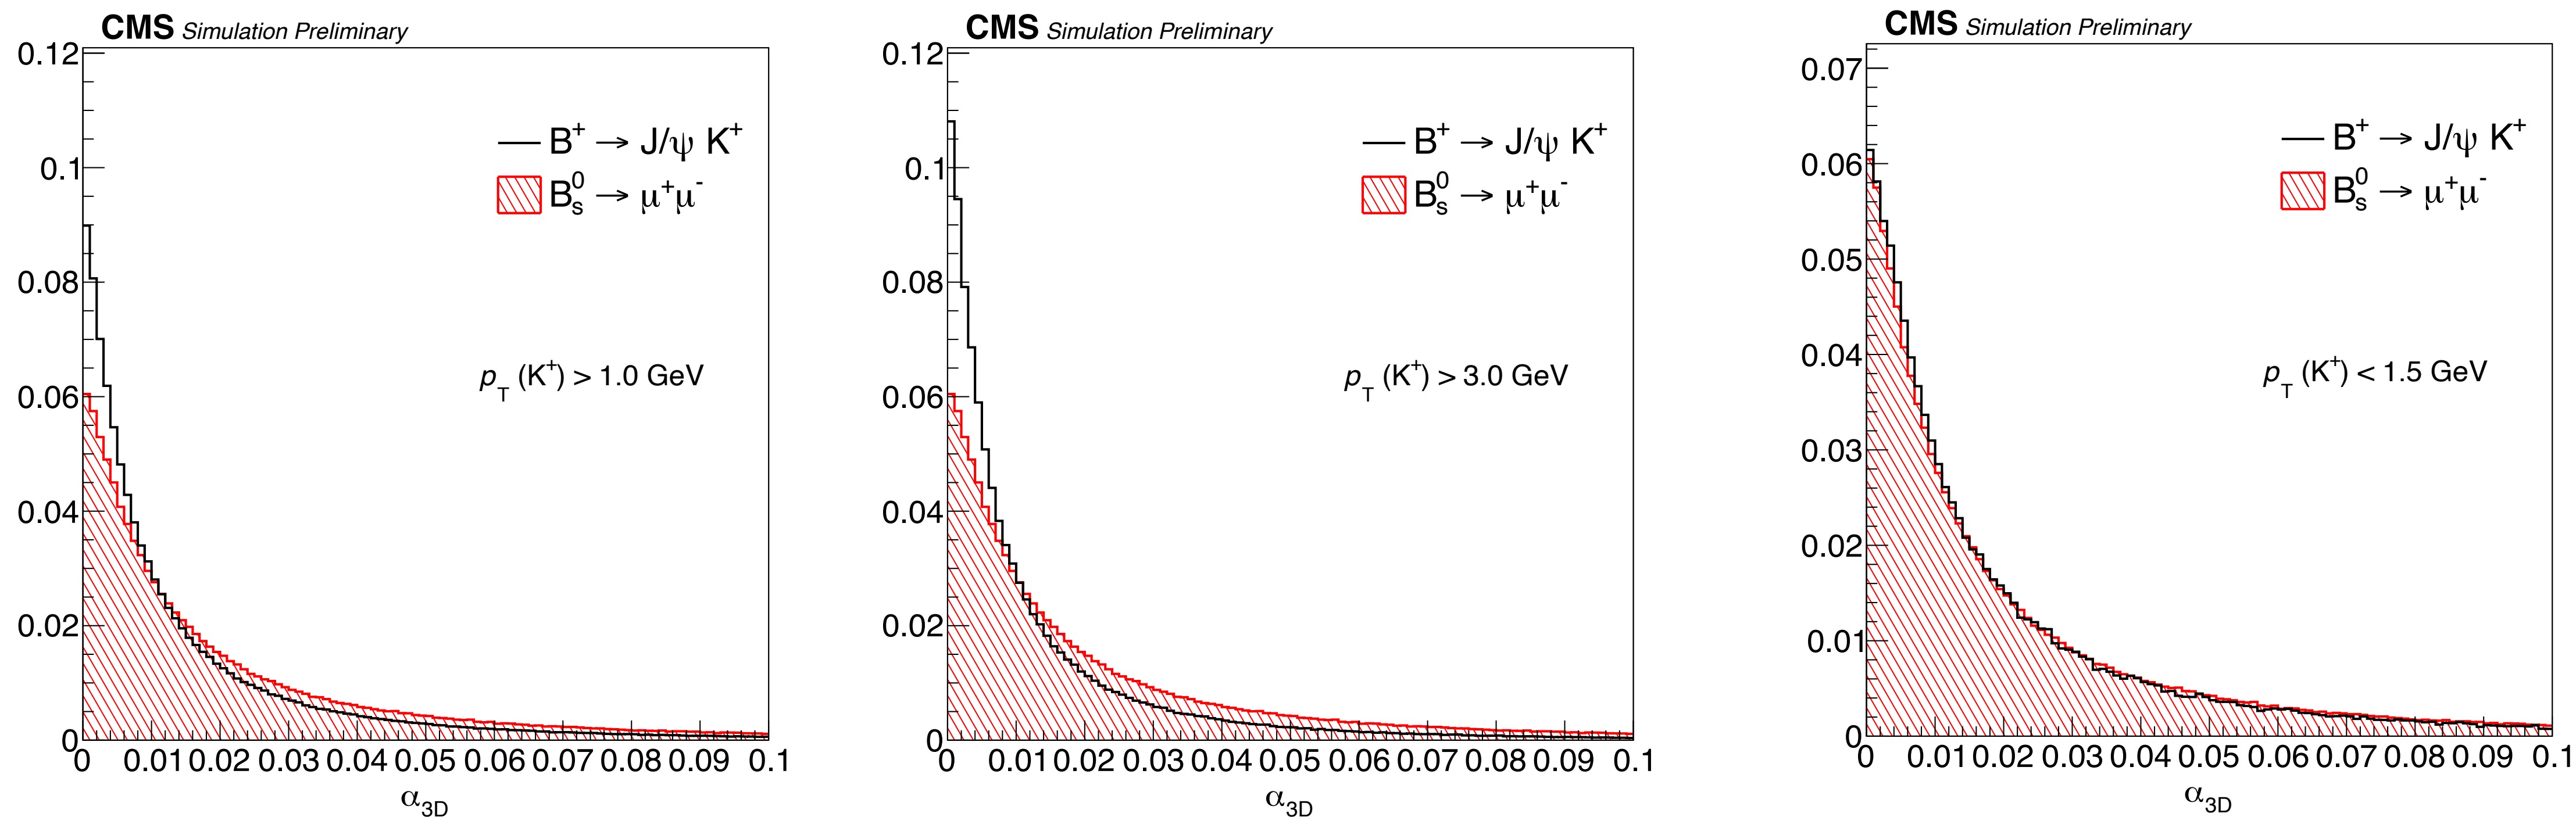 CMS Simulation Preliminary
0.12
0.1
0.08
0.06
0.04
0.02
0
B⁺ → J/ψ K⁺
B⁰ₛ → μ⁺μ⁻
p_T (K⁺) > 1.0 GeV
0 0.01 0.02 0.03 0.04 0.05 0.06 0.07 0.08 0.09 0.1
α_3D
CMS Simulation Preliminary
0.12
0.1
0.08
0.06
0.04
0.02
0
B⁺ → J/ψ K⁺
B⁰ₛ → μ⁺μ⁻
p_T (K⁺) > 3.0 GeV
0 0.01 0.02 0.03 0.04 0.05 0.06 0.07 0.08 0.09 0.1
α_3D
CMS Simulation Preliminary
0.07
0.06
0.05
0.04
0.03
0.02
0.01
0
B⁺ → J/ψ K⁺
B⁰ₛ → μ⁺μ⁻
p_T (K⁺) < 1.5 GeV
0 0.01 0.02 0.03 0.04 0.05 0.06 0.07 0.08 0.09 0.1
α_3D